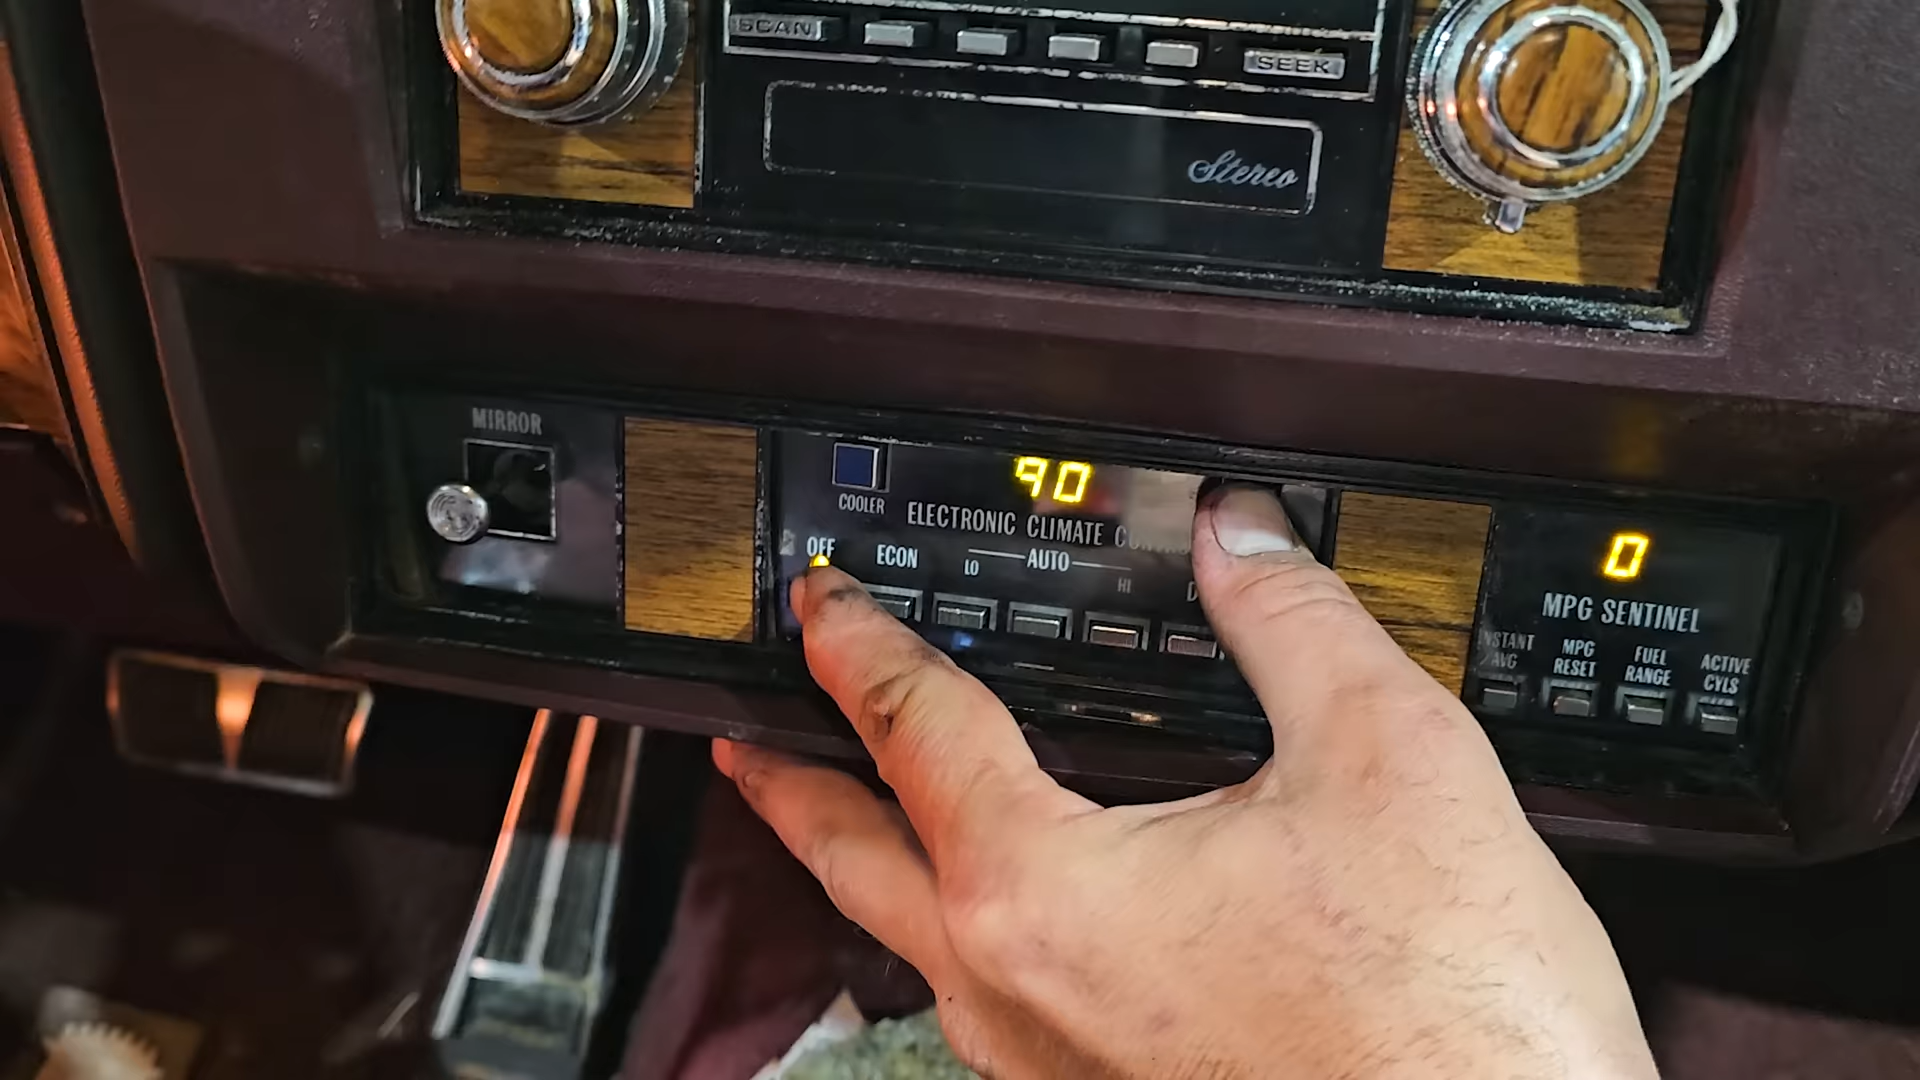 SCAN
SEEK
Stereo
MIRROR
90
COOLER
ELECTRONIC CLIMATE
OFF
ECON
LO
AUTO
HI
0
MPG SENTINEL
INSTANT
/AVG
MPG
RESET
FUEL
RANGE
ACTIVE
CYLS